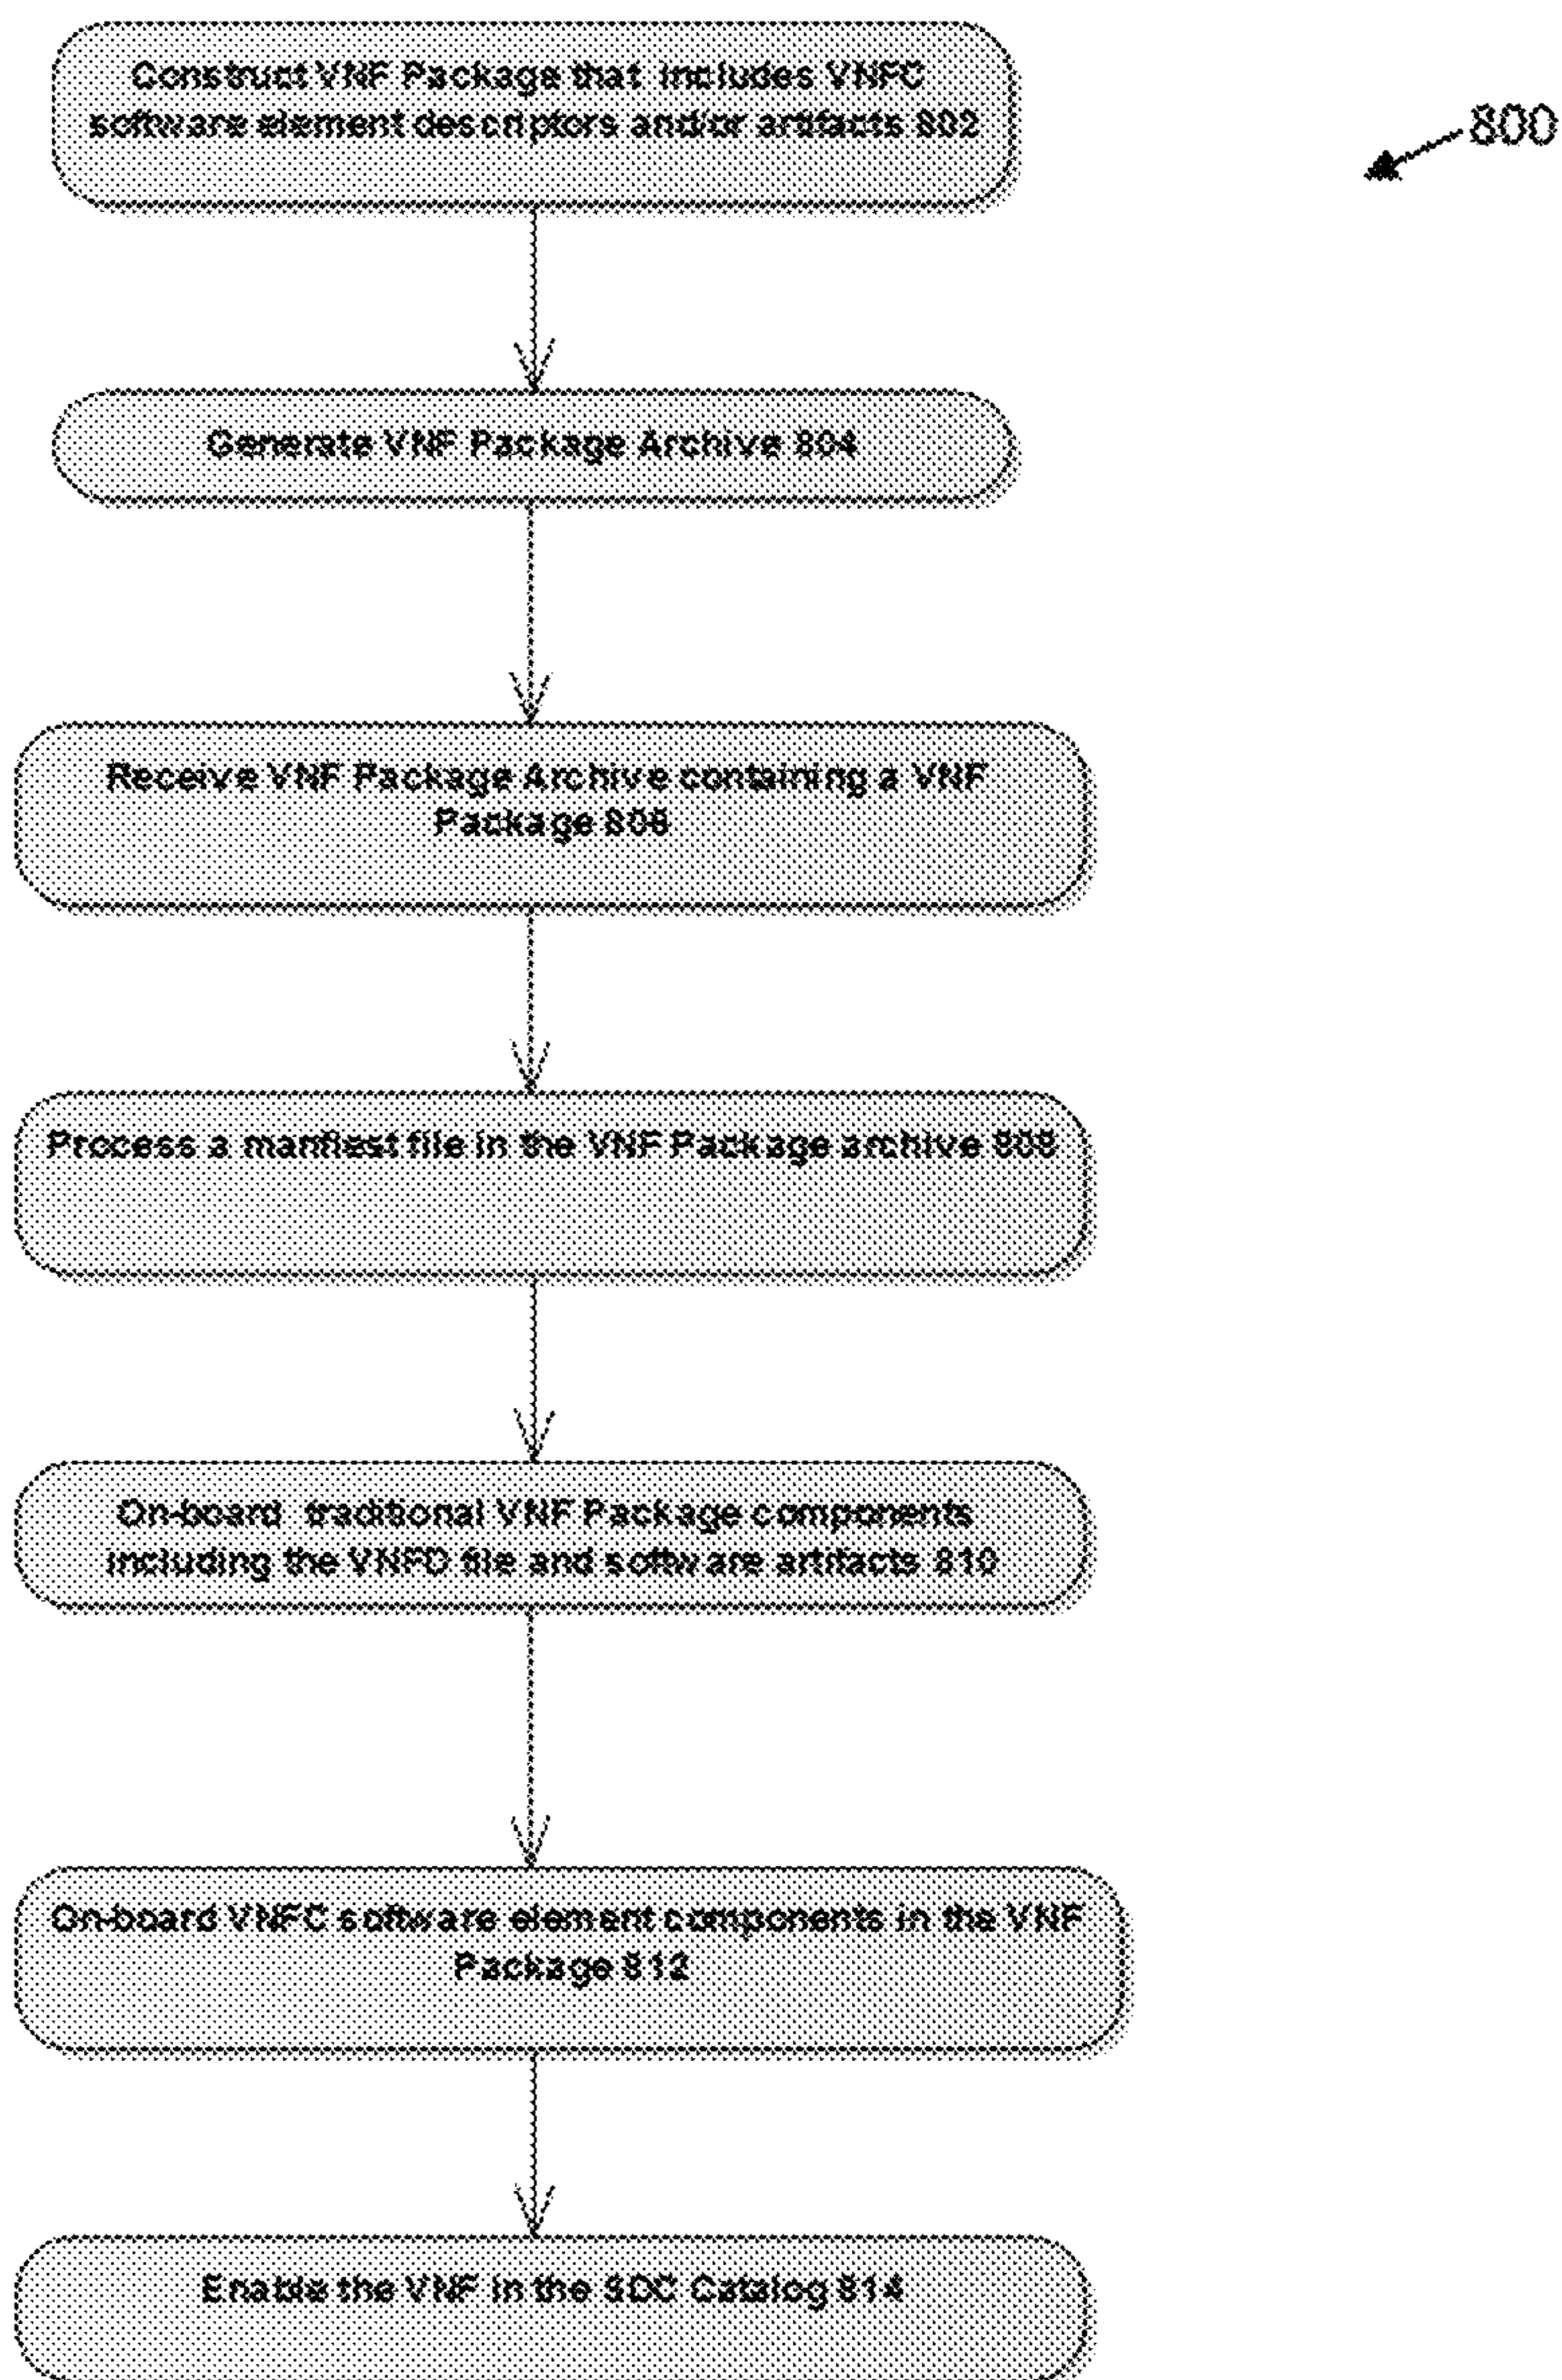 Construct VNF Package that includes VNFC
software element descriptors and/or artifacts 802
800
Generate VNF Package Archive 804
Receive VNF Package Archive containing a VNF
Package 806
Process a manfiest file in the VNF Package archive 808
On-board traditional VNF Package components
including the VNFD file and software artifacts 810
On-board VNFC software element components in the VNF
Package 812
Enable the VNF in the SDC Catalog 814